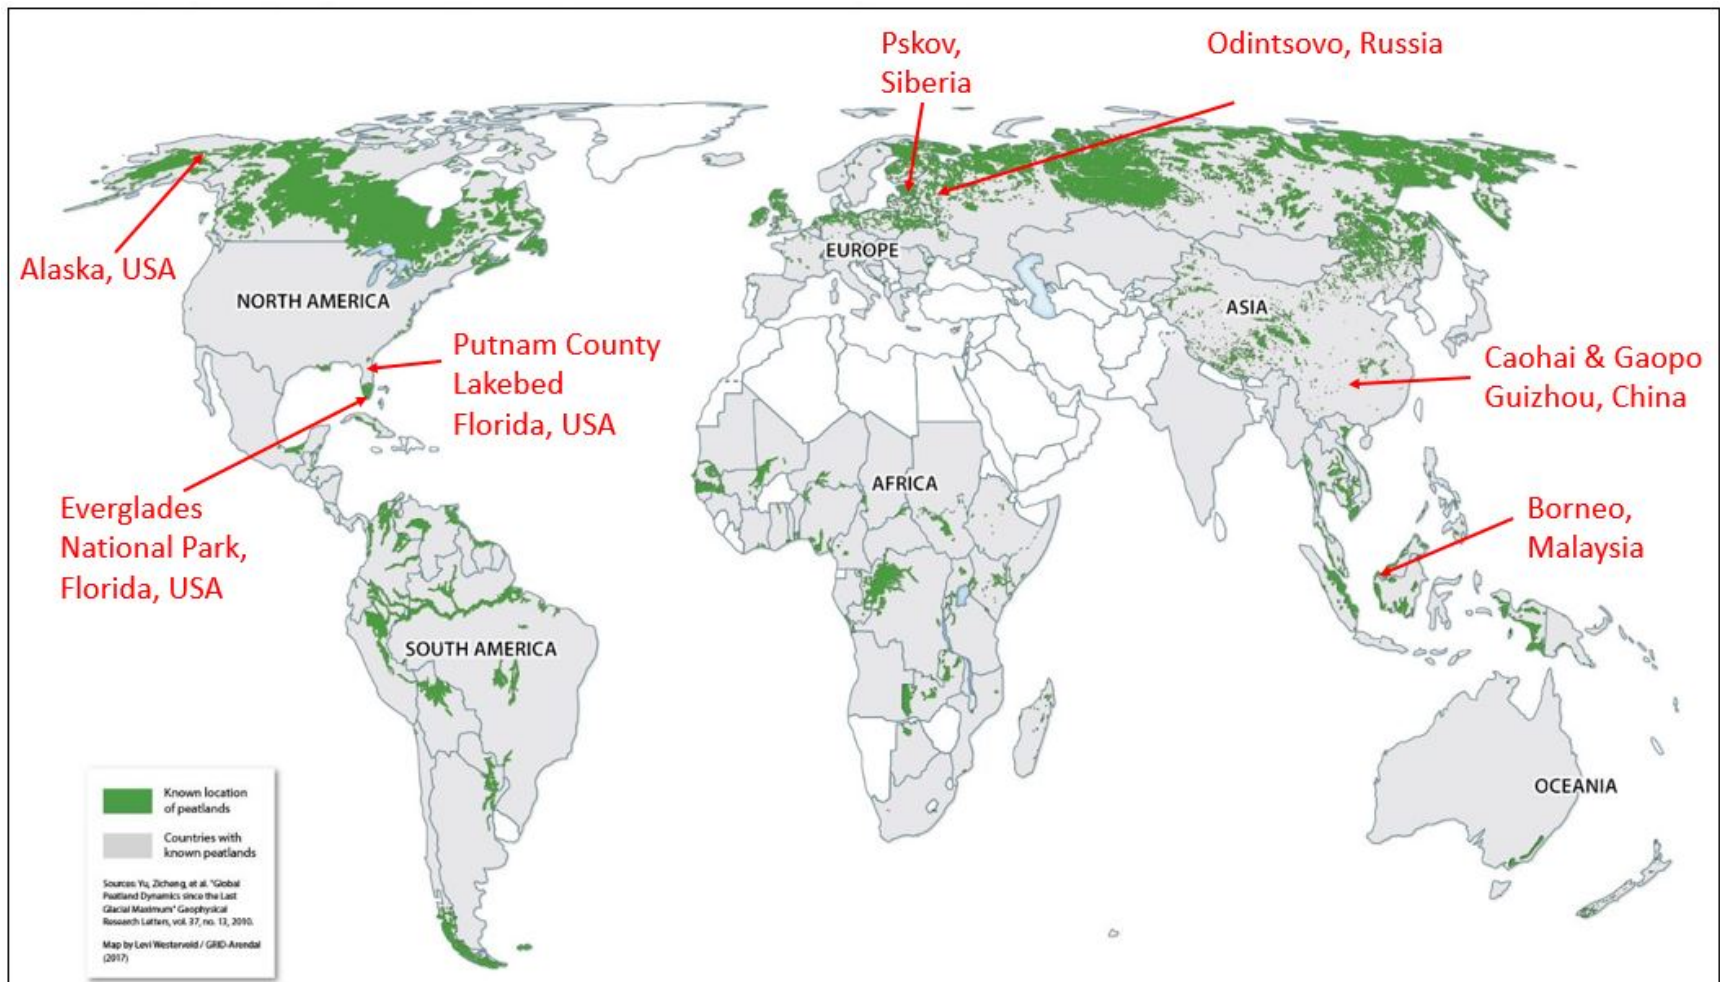 Pskov,
Siberia
Odintsovo, Russia
Alaska, USA
EUROPE
NORTH AMERICA
ASIA
Putnam County
Lakebed
Florida, USA
Caohai & Gaopo
Guizhou, China
AFRICA
Everglades
National Park,
Florida, USA
Borneo,
Malaysia
SOUTH AMERICA
OCEANIA
Known location
of peatlands
Countries with
known peatlands
Sources: Yu, Zicheng, et al. "Global
Peatland Dynamics since the Last
Glacial Maximum" Geophysical
Research Letters, vol. 37, no. 13, 2010.
Map by Levi Westerveld / GRID-Arendal
(2017)